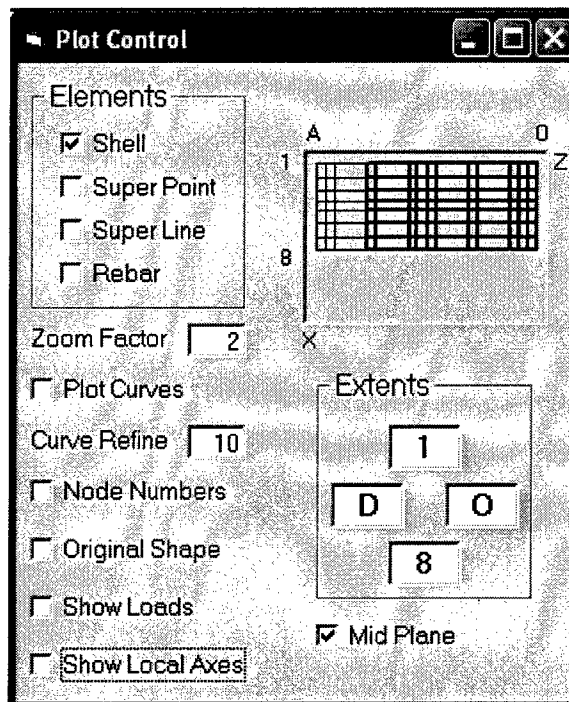 Plot Control
Elements
Shell
Super Point
Super Line
Rebar
A O
1 Z
8
X
Zoom Factor 2
Plot Curves
Curve Refine 10
Node Numbers
Original Shape
Show Loads
Show Local Axes
Extents
1
D O
8
Mid Plane